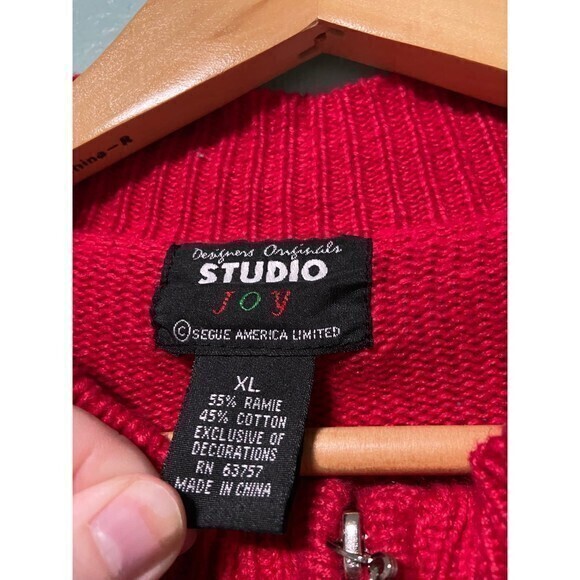 hina-R
Designers Originals
STUDIO
JOY
© SEGUE AMERICA LIMITED
XL
55% RAMIE
45% COTTON
EXCLUSIVE OF
DECORATIONS
RN 63757
MADE IN CHINA